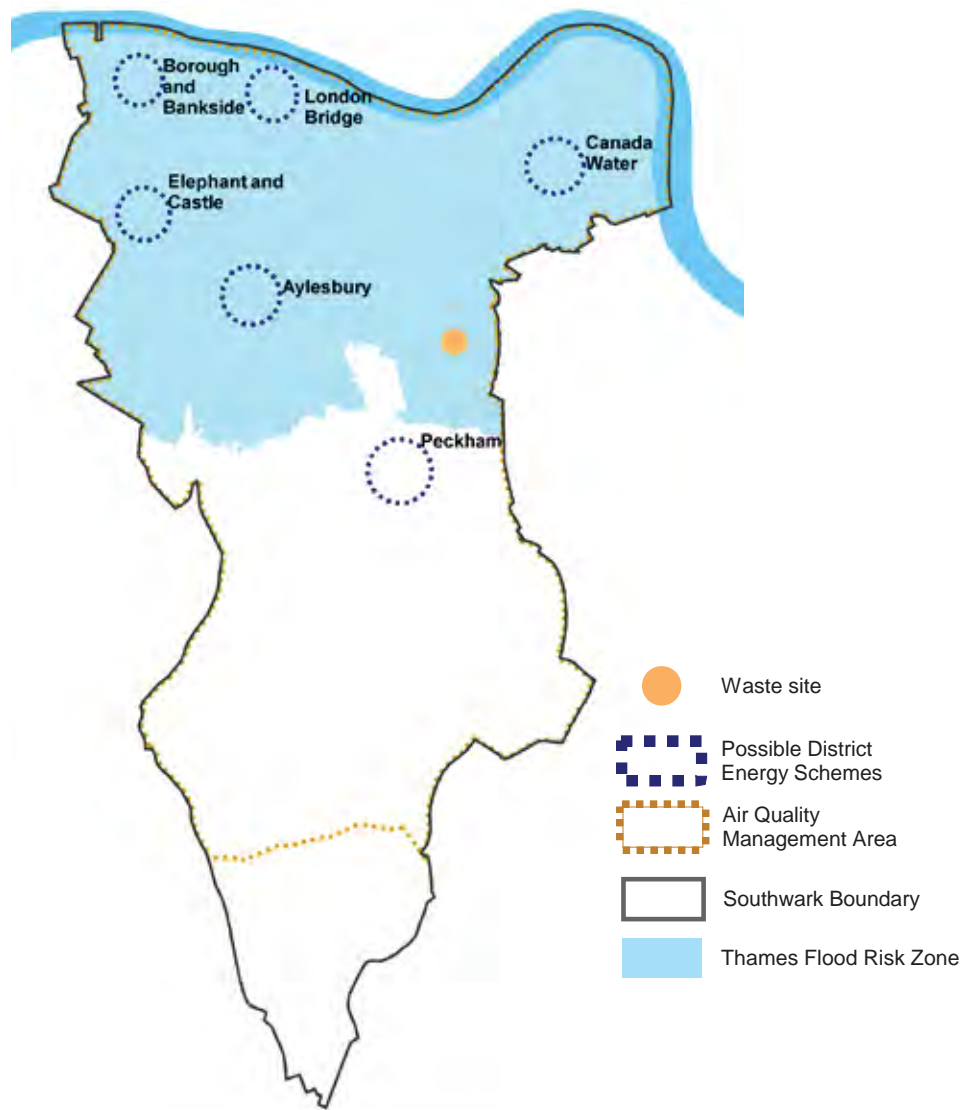 Borough
and
Bankside
London
Bridge
Canada
Water
Elephant and
Castle
Aylesbury
Peckham
Waste site
Possible District
Energy Schemes
Air Quality
Management Area
Southwark Boundary
Thames Flood Risk Zone